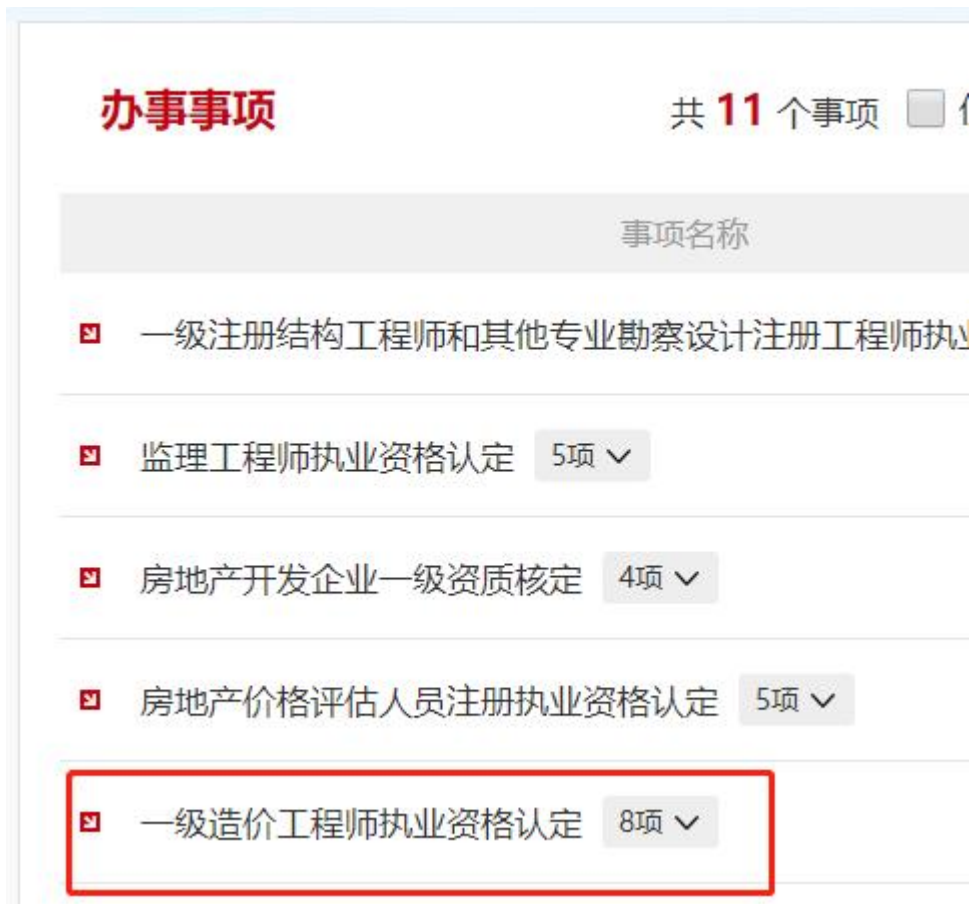 办事事项
共 11 个事项
事项名称
一级注册结构工程师和其他专业勘察设计注册工程师执
监理工程师执业资格认定 5项
房地产开发企业一级资质核定 4项
房地产价格评估人员注册执业资格认定 5项
一级造价工程师执业资格认定 8项